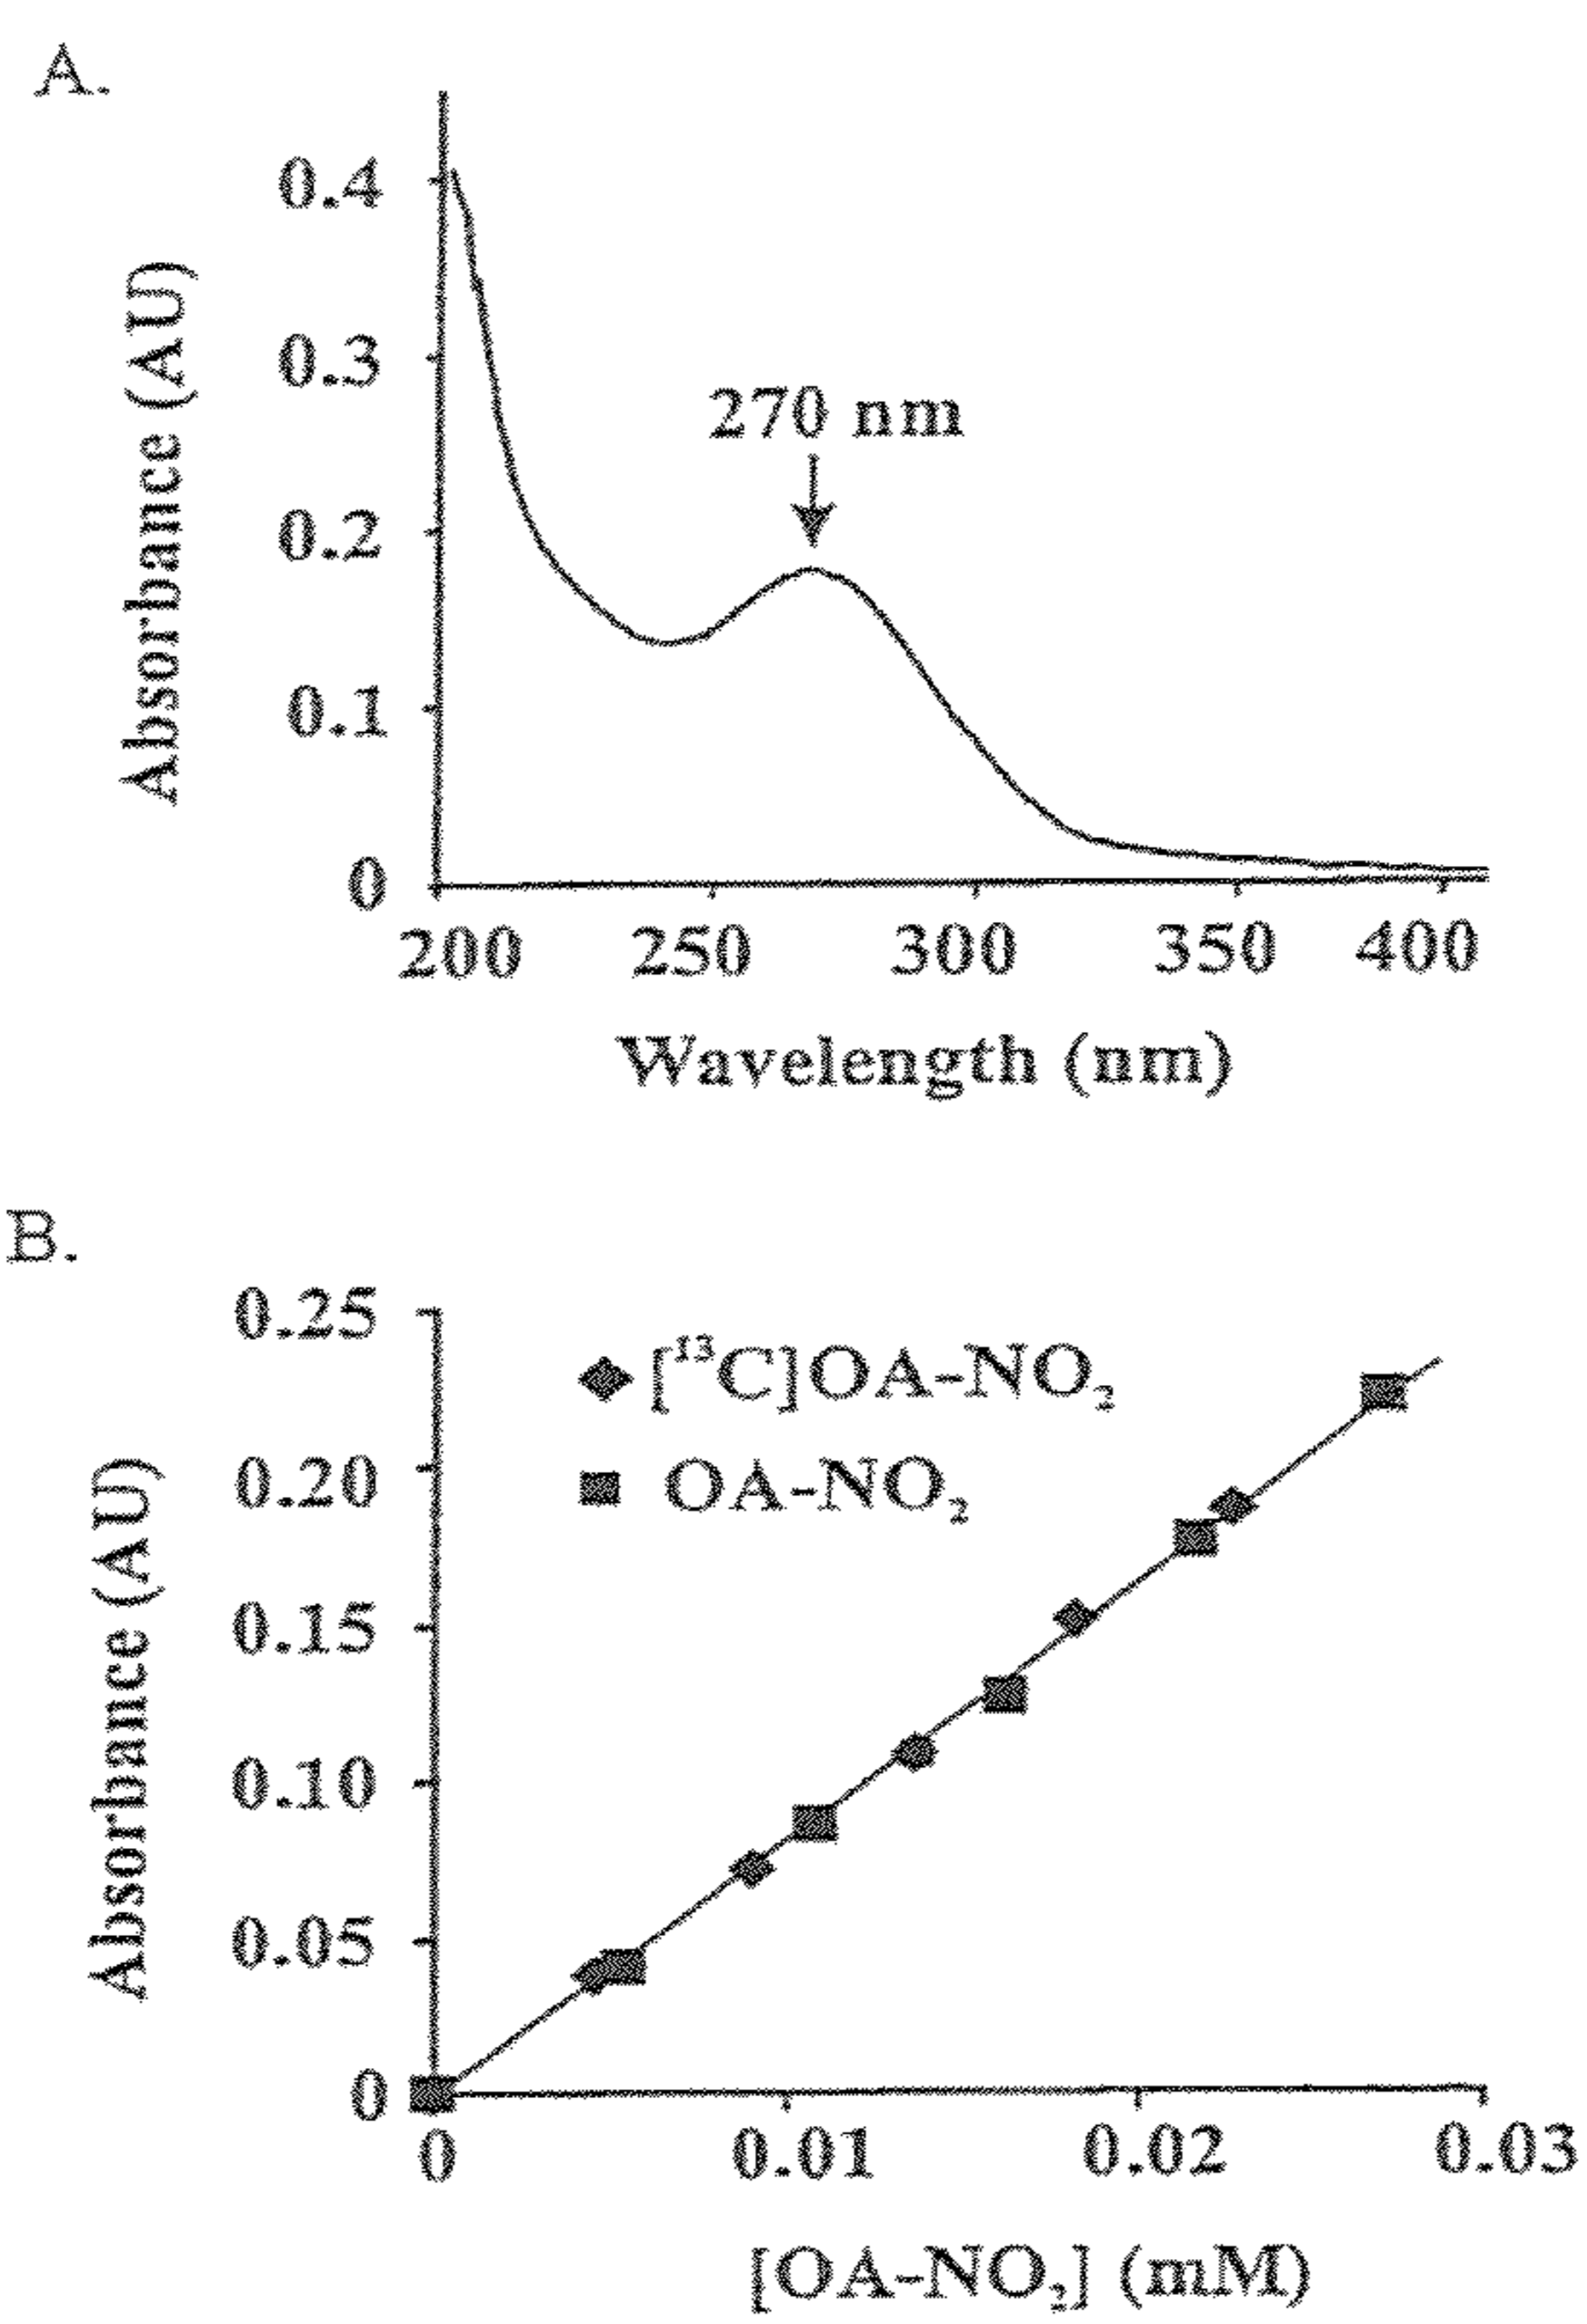 A.
Absorbance (AU)
0.4
0.3
0.2
0.1
0
270 nm
200 250 300 350 400
Wavelength (nm)
B.
Absorbance (AU)
0.25
0.20
0.15
0.10
0.05
0
[¹³C]OA-NO₂
OA-NO₂
0 0.01 0.02 0.03
[OA-NO₂] (mM)